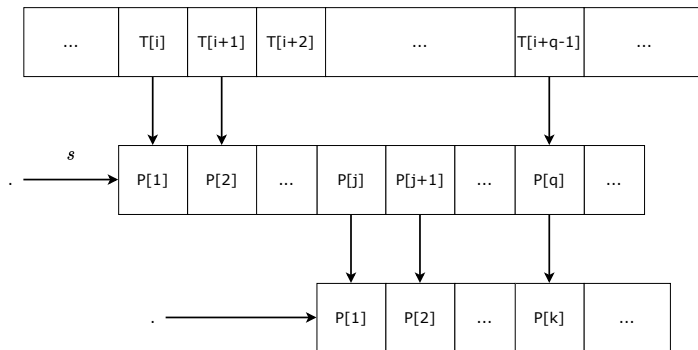 ... T[i] T[i+1] T[i+2] ... T[i+q-1] ...
s
. P[1] P[2] ... P[j] P[j+1] ... P[q] ...
. P[1] P[2] ... P[k] ...